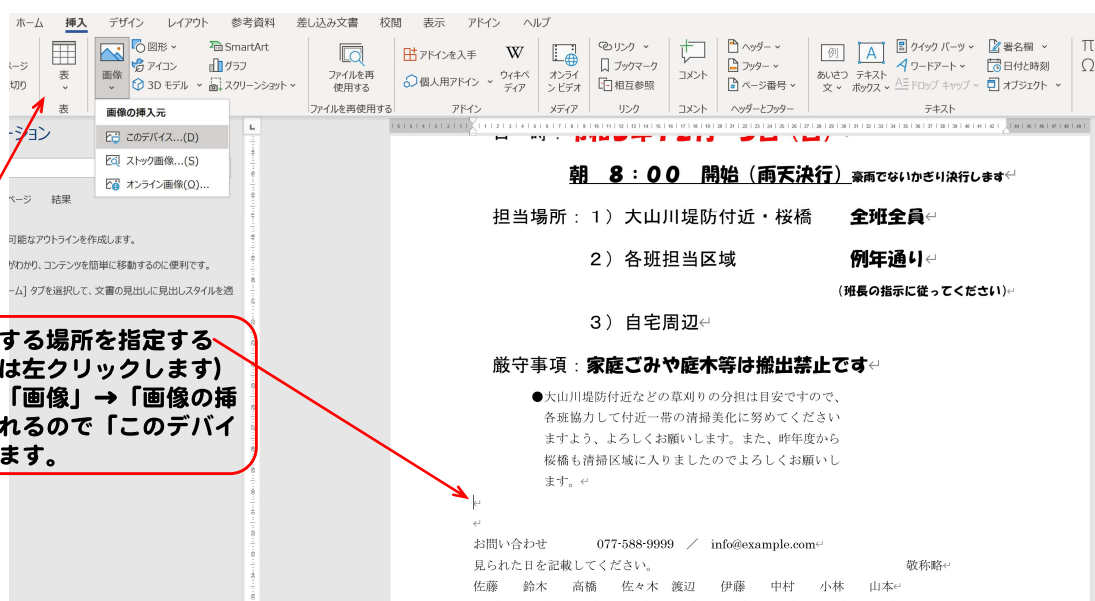 ホーム 挿入 デザイン レイアウト 参考資料 差し込み文書 校閲 表示 アドイン ヘルプ
ページ
切り
表
表
画像
図形
アイコン
3D モデル
SmartArt
グラフ
スクリーンショット
ファイルを再
使用する
ファイルを再使用する
アドインを入手
個人用アドイン
W
ウィキペ
ディア
アドイン
オンライ
ン ビデオ
メディア
リンク
ブックマーク
相互参照
リンク
コメント
コメント
ヘッダー
フッター
ページ番号
ヘッダーとフッター
例
あいさつ
文
A
テキスト
ボックス
クイック パーツ
ワードアート
ドロップ キャップ
署名欄
日付と時刻
オブジェクト
テキスト
π
Ω
画像の挿入元
このデバイス...(D)
ストック画像...(S)
オンライン画像(O)...
ーション
ページ 結果
可能なアウトラインを作成します。
がわかり、コンテンツを簡単に移動するのに便利です。
ーム] タブを選択して、文書の見出しに見出しスタイルを適
する場所を指定する
は左クリックします)
「画像」→「画像の挿
れるので「このデバイ
ます。
朝 8:00 開始(雨天決行)豪雨でないかぎり決行します
担当場所:1)大山川堤防付近・桜橋 全班全員
2)各班担当区域 例年通り
(班長の指示に従ってください)
3)自宅周辺
厳守事項:家庭ごみや庭木等は搬出禁止です
●大山川堤防付近などの草刈りの分担は目安ですので、
各班協力して付近一帯の清掃美化に努めてください
ますよう、よろしくお願いします。また、昨年度から
桜橋も清掃区域に入りましたのでよろしくお願いし
ます。
お問い合わせ 077-588-9999 / info@example.com
見られた日を記載してください。 敬称略
佐藤 鈴木 高橋 佐々木 渡辺 伊藤 中村 小林 山本